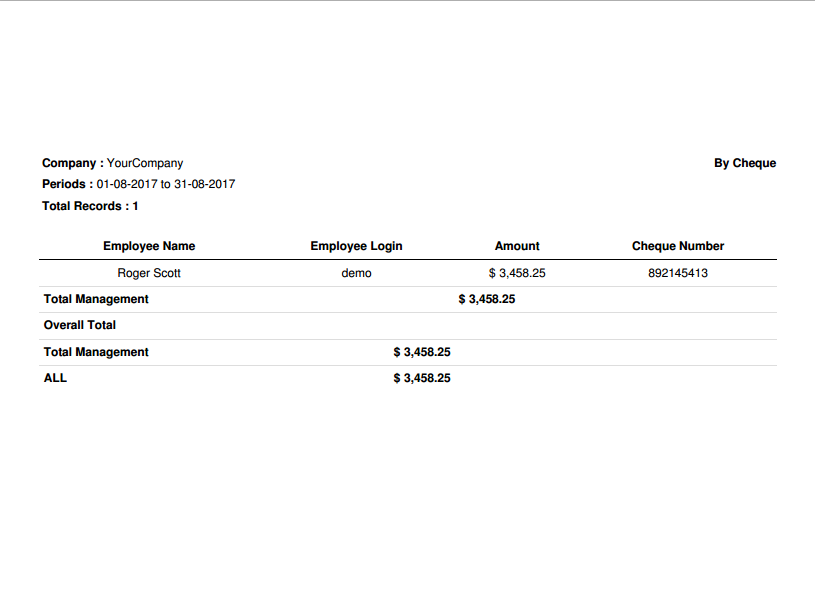 Company : YourCompany By Cheque
Periods : 01-08-2017 to 31-08-2017
Total Records : 1
Employee Name Employee Login Amount Cheque Number
Roger Scott demo $ 3,458.25 892145413
Total Management $ 3,458.25
Overall Total
Total Management $ 3,458.25
ALL $ 3,458.25